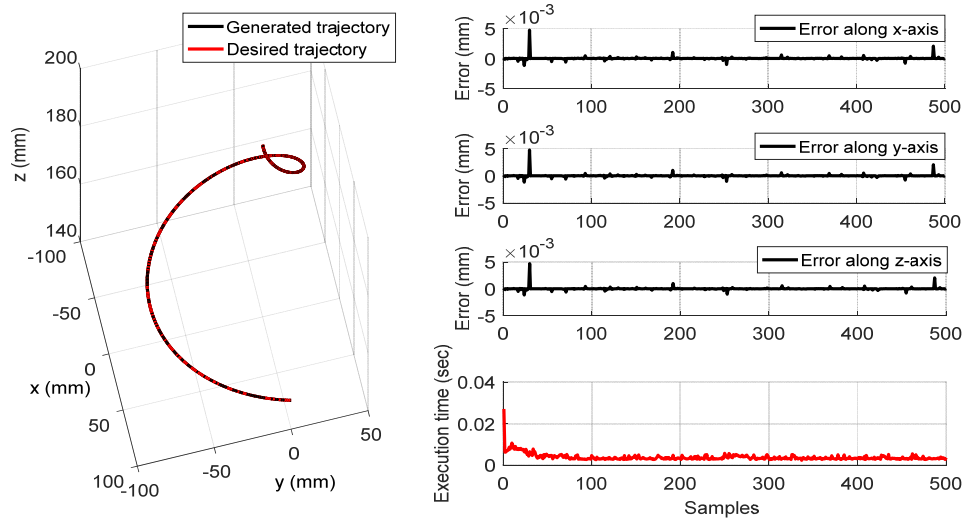 Generated trajectory
Desired trajectory
200
180
160
140
z (mm)
-100
-50
0
50
100
x (mm)
-100
-50
0
50
y (mm)
×10-3
5
0
-5
Error (mm)
Error along x-axis
0 100 200 300 400 500
×10-3
5
0
-5
Error (mm)
Error along y-axis
0 100 200 300 400 500
×10-3
5
0
-5
Error (mm)
Error along z-axis
0 100 200 300 400 500
0.04
0.02
0
Execution time (sec)
0 100 200 300 400 500
Samples